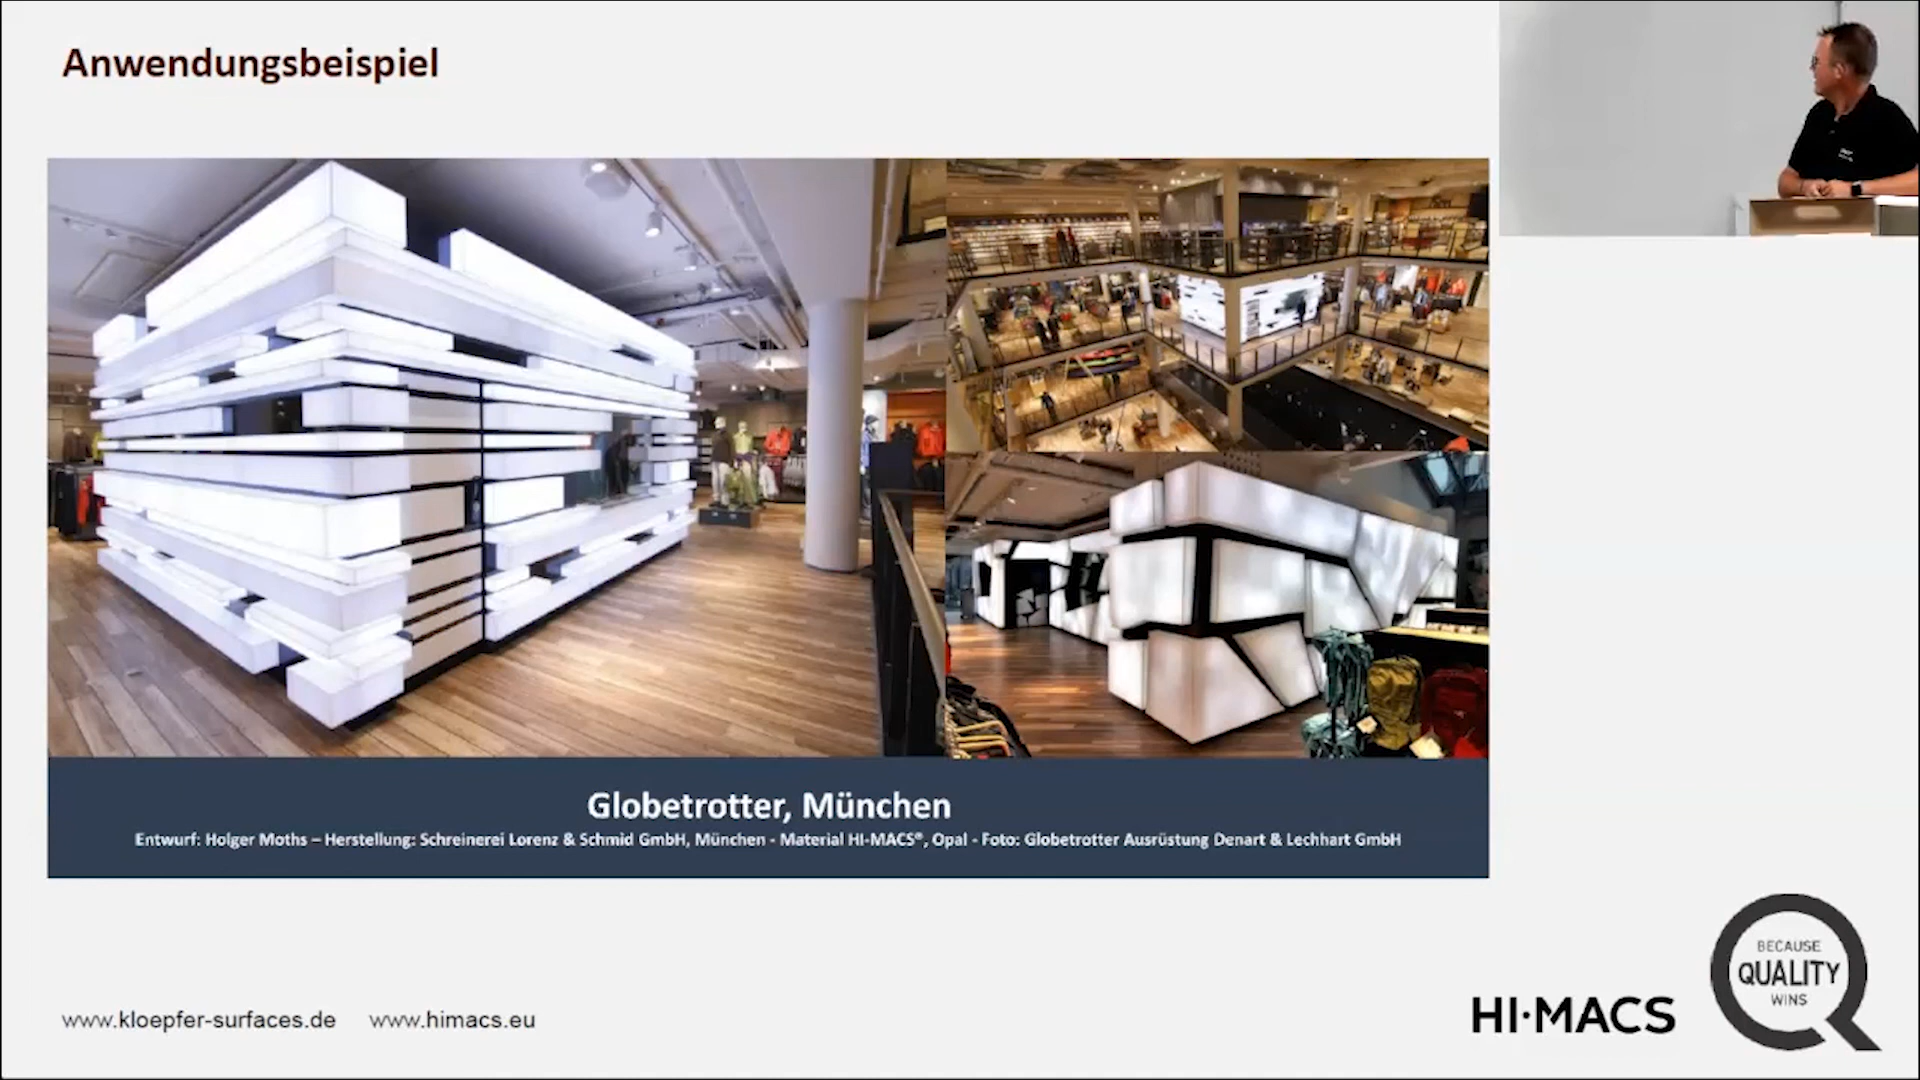 Anwendungsbeispiel
Globetrotter, München
Entwurf: Holger Moths – Herstellung: Schreinerei Lorenz & Schmid GmbH, München - Material HI-MACS®, Opal - Foto: Globetrotter Ausrüstung Denart & Lechhart GmbH
www.kloepfer-surfaces.de www.himacs.eu
HI·MACS
BECAUSE
QUALITY
WINS